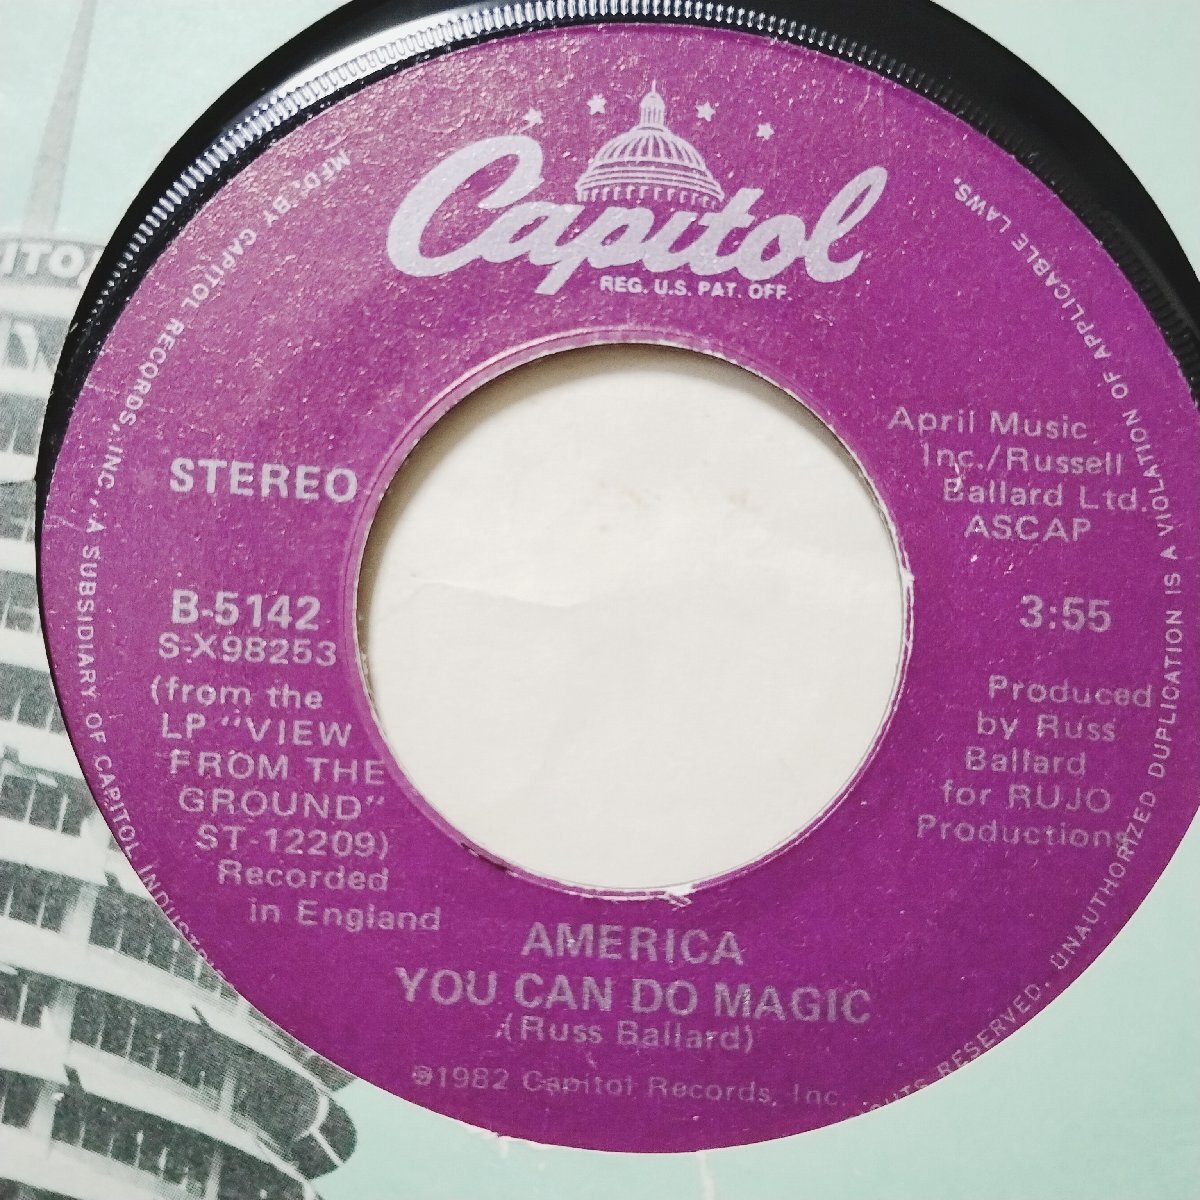 Capitol
REG. U.S. PAT. OFF.
MFD. BY CAPITOL RECORDS, INC., A SUBSIDIARY OF CAPITOL INDUST
STEREO
B-5142
S-X98253
(from the
LP "VIEW
FROM THE
GROUND"
ST-12209)
Recorded
in England
April Music
Inc./Russell
Ballard Ltd.
ASCAP
3:55
Produced
by Russ
Ballard
for RUJO
Productions
AMERICA
YOU CAN DO MAGIC
(Russ Ballard)
℗1982 Capitol Records, Inc.
RESERVED. UNAUTHORIZED DUPLICATION IS A VIOLATION OF APPLICABLE LAWS.